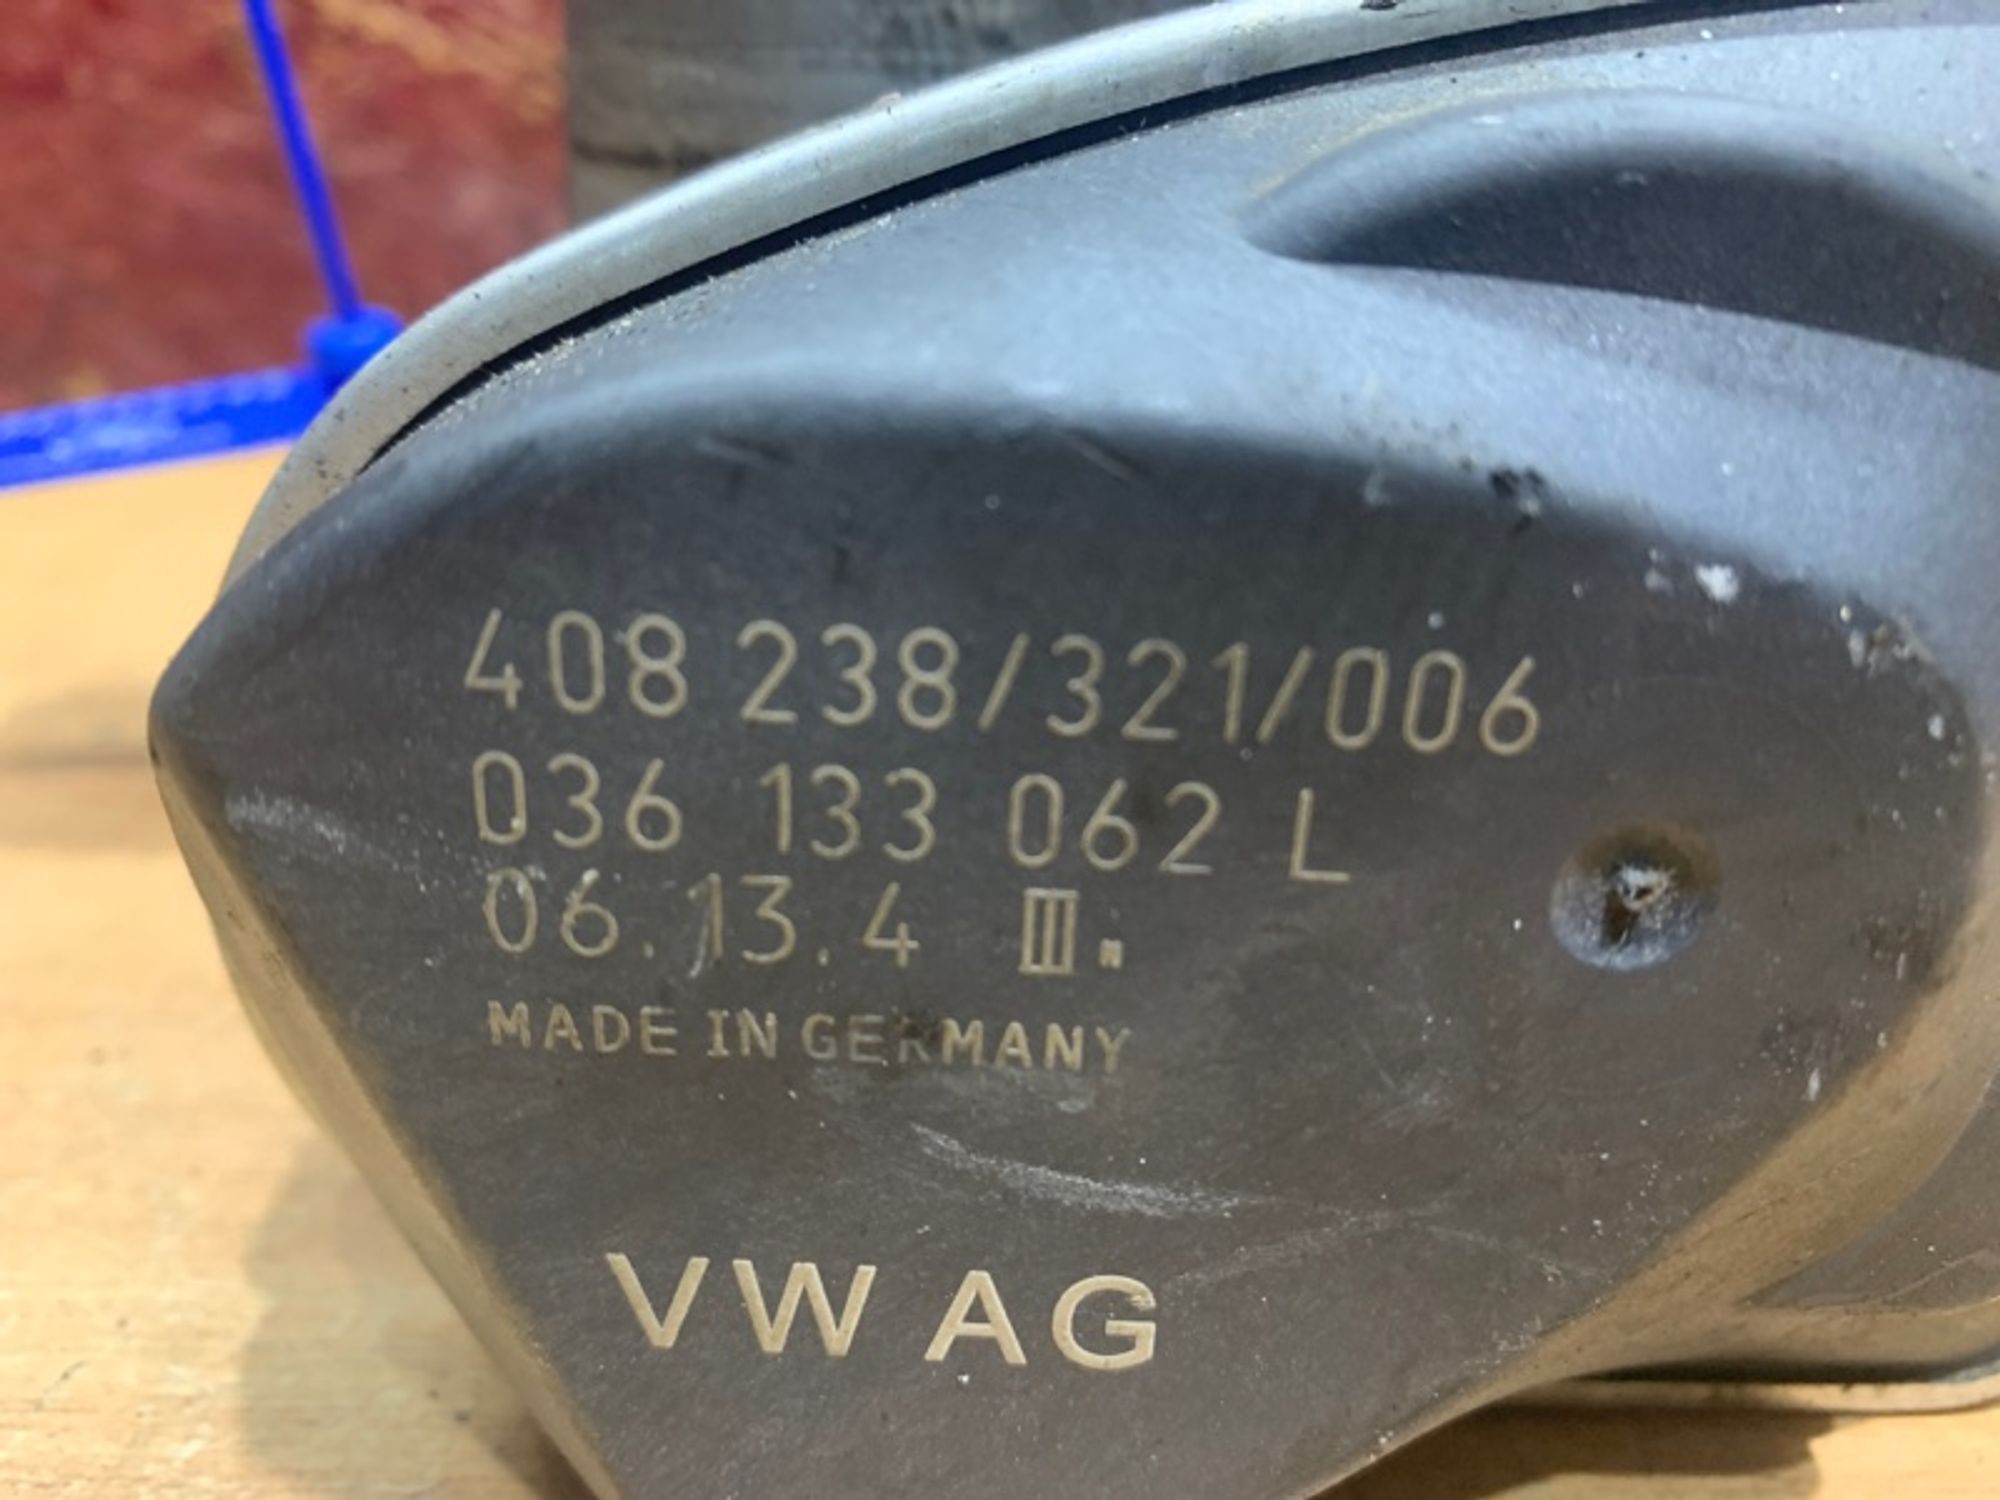 408 238/321/006
036 133 062 L
06.13.4 III.
MADE IN GERMANY
VW AG